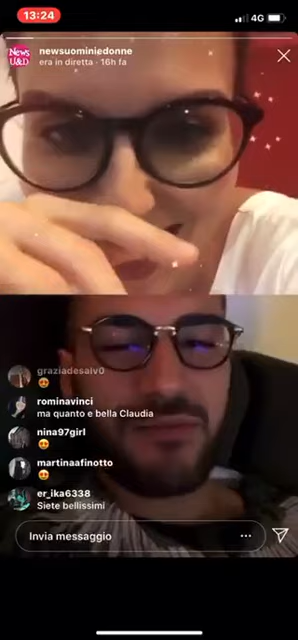 13:24
4G
News
U&D
newsuominiedonne
era in diretta · 16h fa
graziadesalv0
rominavinci
ma quanto e bella Claudia
nina97girl
martinaafinotto
er_ika6338
Siete bellissimi
Invia messaggio